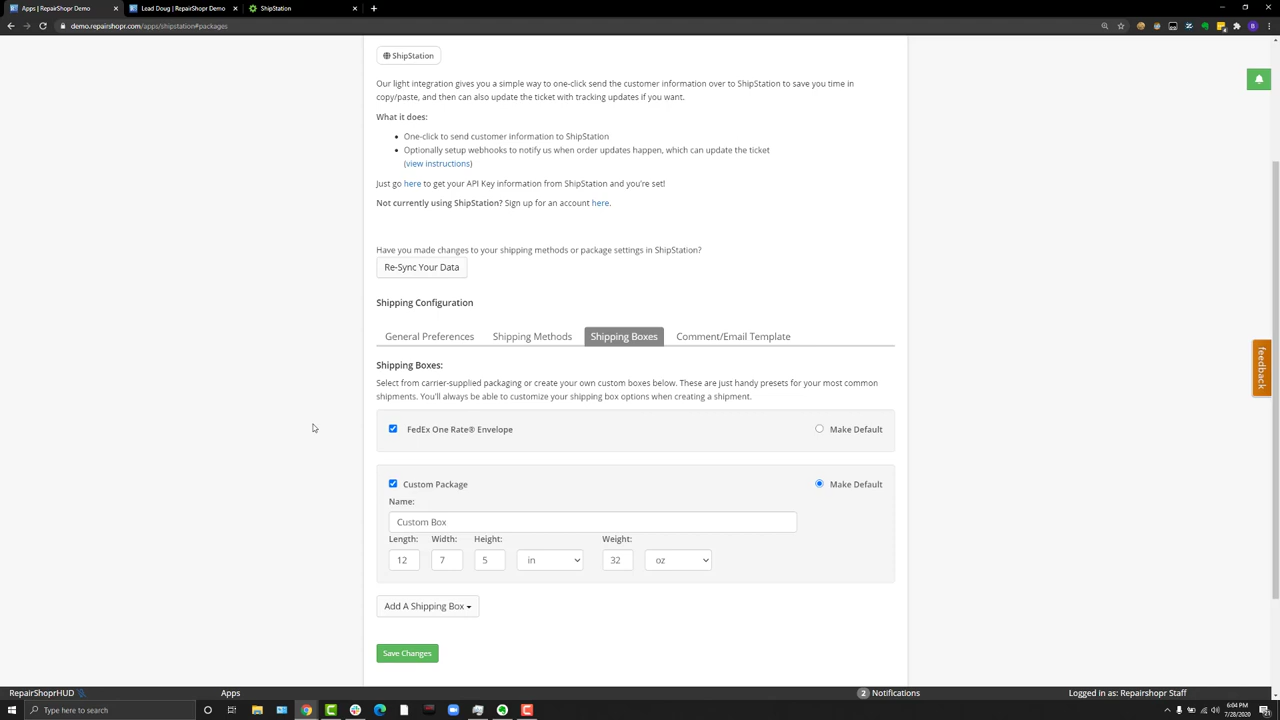 Apps | RepairShopr Demo
Lead Doug | RepairShopr Demo
ShipStation
demo.repairshopr.com/apps/shipstation#packages
ShipStation
Our light integration gives you a simple way to one-click send the customer information over to ShipStation to save you time in
copy/paste, and then can also update the ticket with tracking updates if you want.
What it does:
One-click to send customer information to ShipStation
Optionally setup webhooks to notify us when order updates happen, which can update the ticket
(view instructions)
Just go here to get your API Key information from ShipStation and you're set!
Not currently using ShipStation? Sign up for an account here.
Have you made changes to your shipping methods or package settings in ShipStation?
Re-Sync Your Data
Shipping Configuration
General Preferences Shipping Methods Shipping Boxes Comment/Email Template
Shipping Boxes:
Select from carrier-supplied packaging or create your own custom boxes below. These are just handy presets for your most common
shipments. You'll always be able to customize your shipping box options when creating a shipment.
FedEx One Rate® Envelope Make Default
Custom Package Make Default
Name:
Custom Box
Length: Width: Height: Weight:
12 7 5 in 32 oz
Add A Shipping Box
Save Changes
feedback
RepairShoprHUD Apps 2 Notifications Logged in as: Repairshopr Staff
Type here to search
6:04 PM
7/28/2020